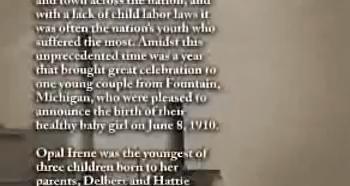 and town across the nation, and
with a lack of child labor laws it
was often the nation's youth who
suffered the most. Amidst this
unprecedented time was a year
that brought great celebration to
one young couple from Fountain,
Michigan, who were pleased to
announce the birth of their
healthy baby girl on June 8, 1910.
Opal Irene was the youngest of
three children born to her
parents, Delbert and Hattie